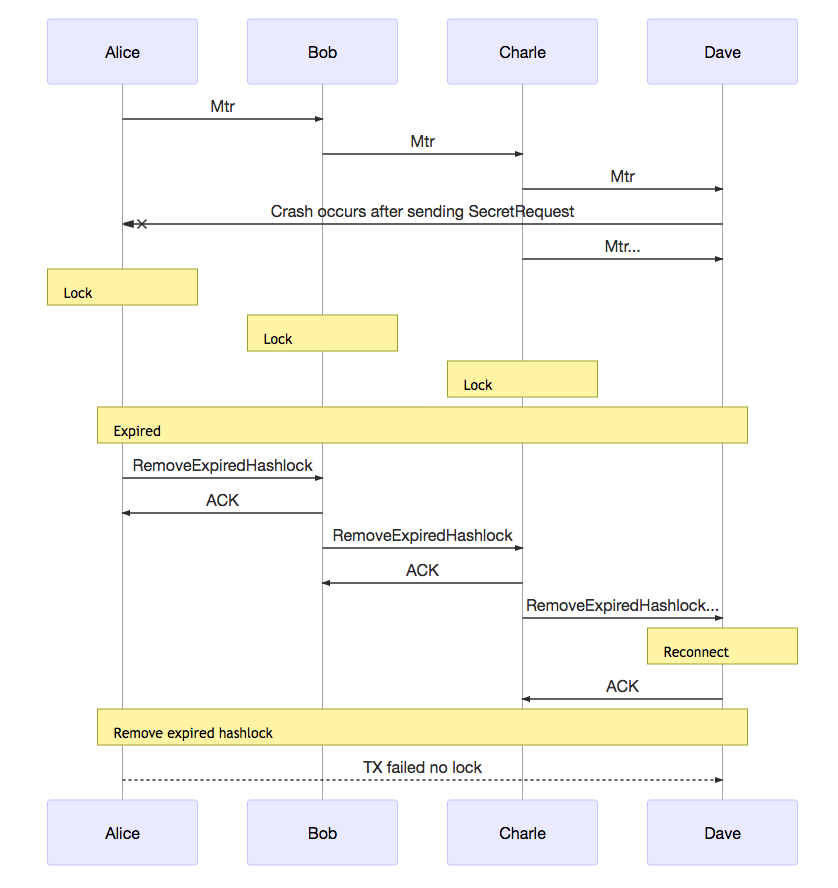 Alice
Bob
Charle
Dave
Mtr
Mtr
Mtr
Crash occurs after sending SecretRequest
Mtr...
Lock
Lock
Lock
Expired
RemoveExpiredHashlock
ACK
RemoveExpiredHashlock
ACK
RemoveExpiredHashlock...
Reconnect
ACK
Remove expired hashlock
TX failed no lock
Alice
Bob
Charle
Dave